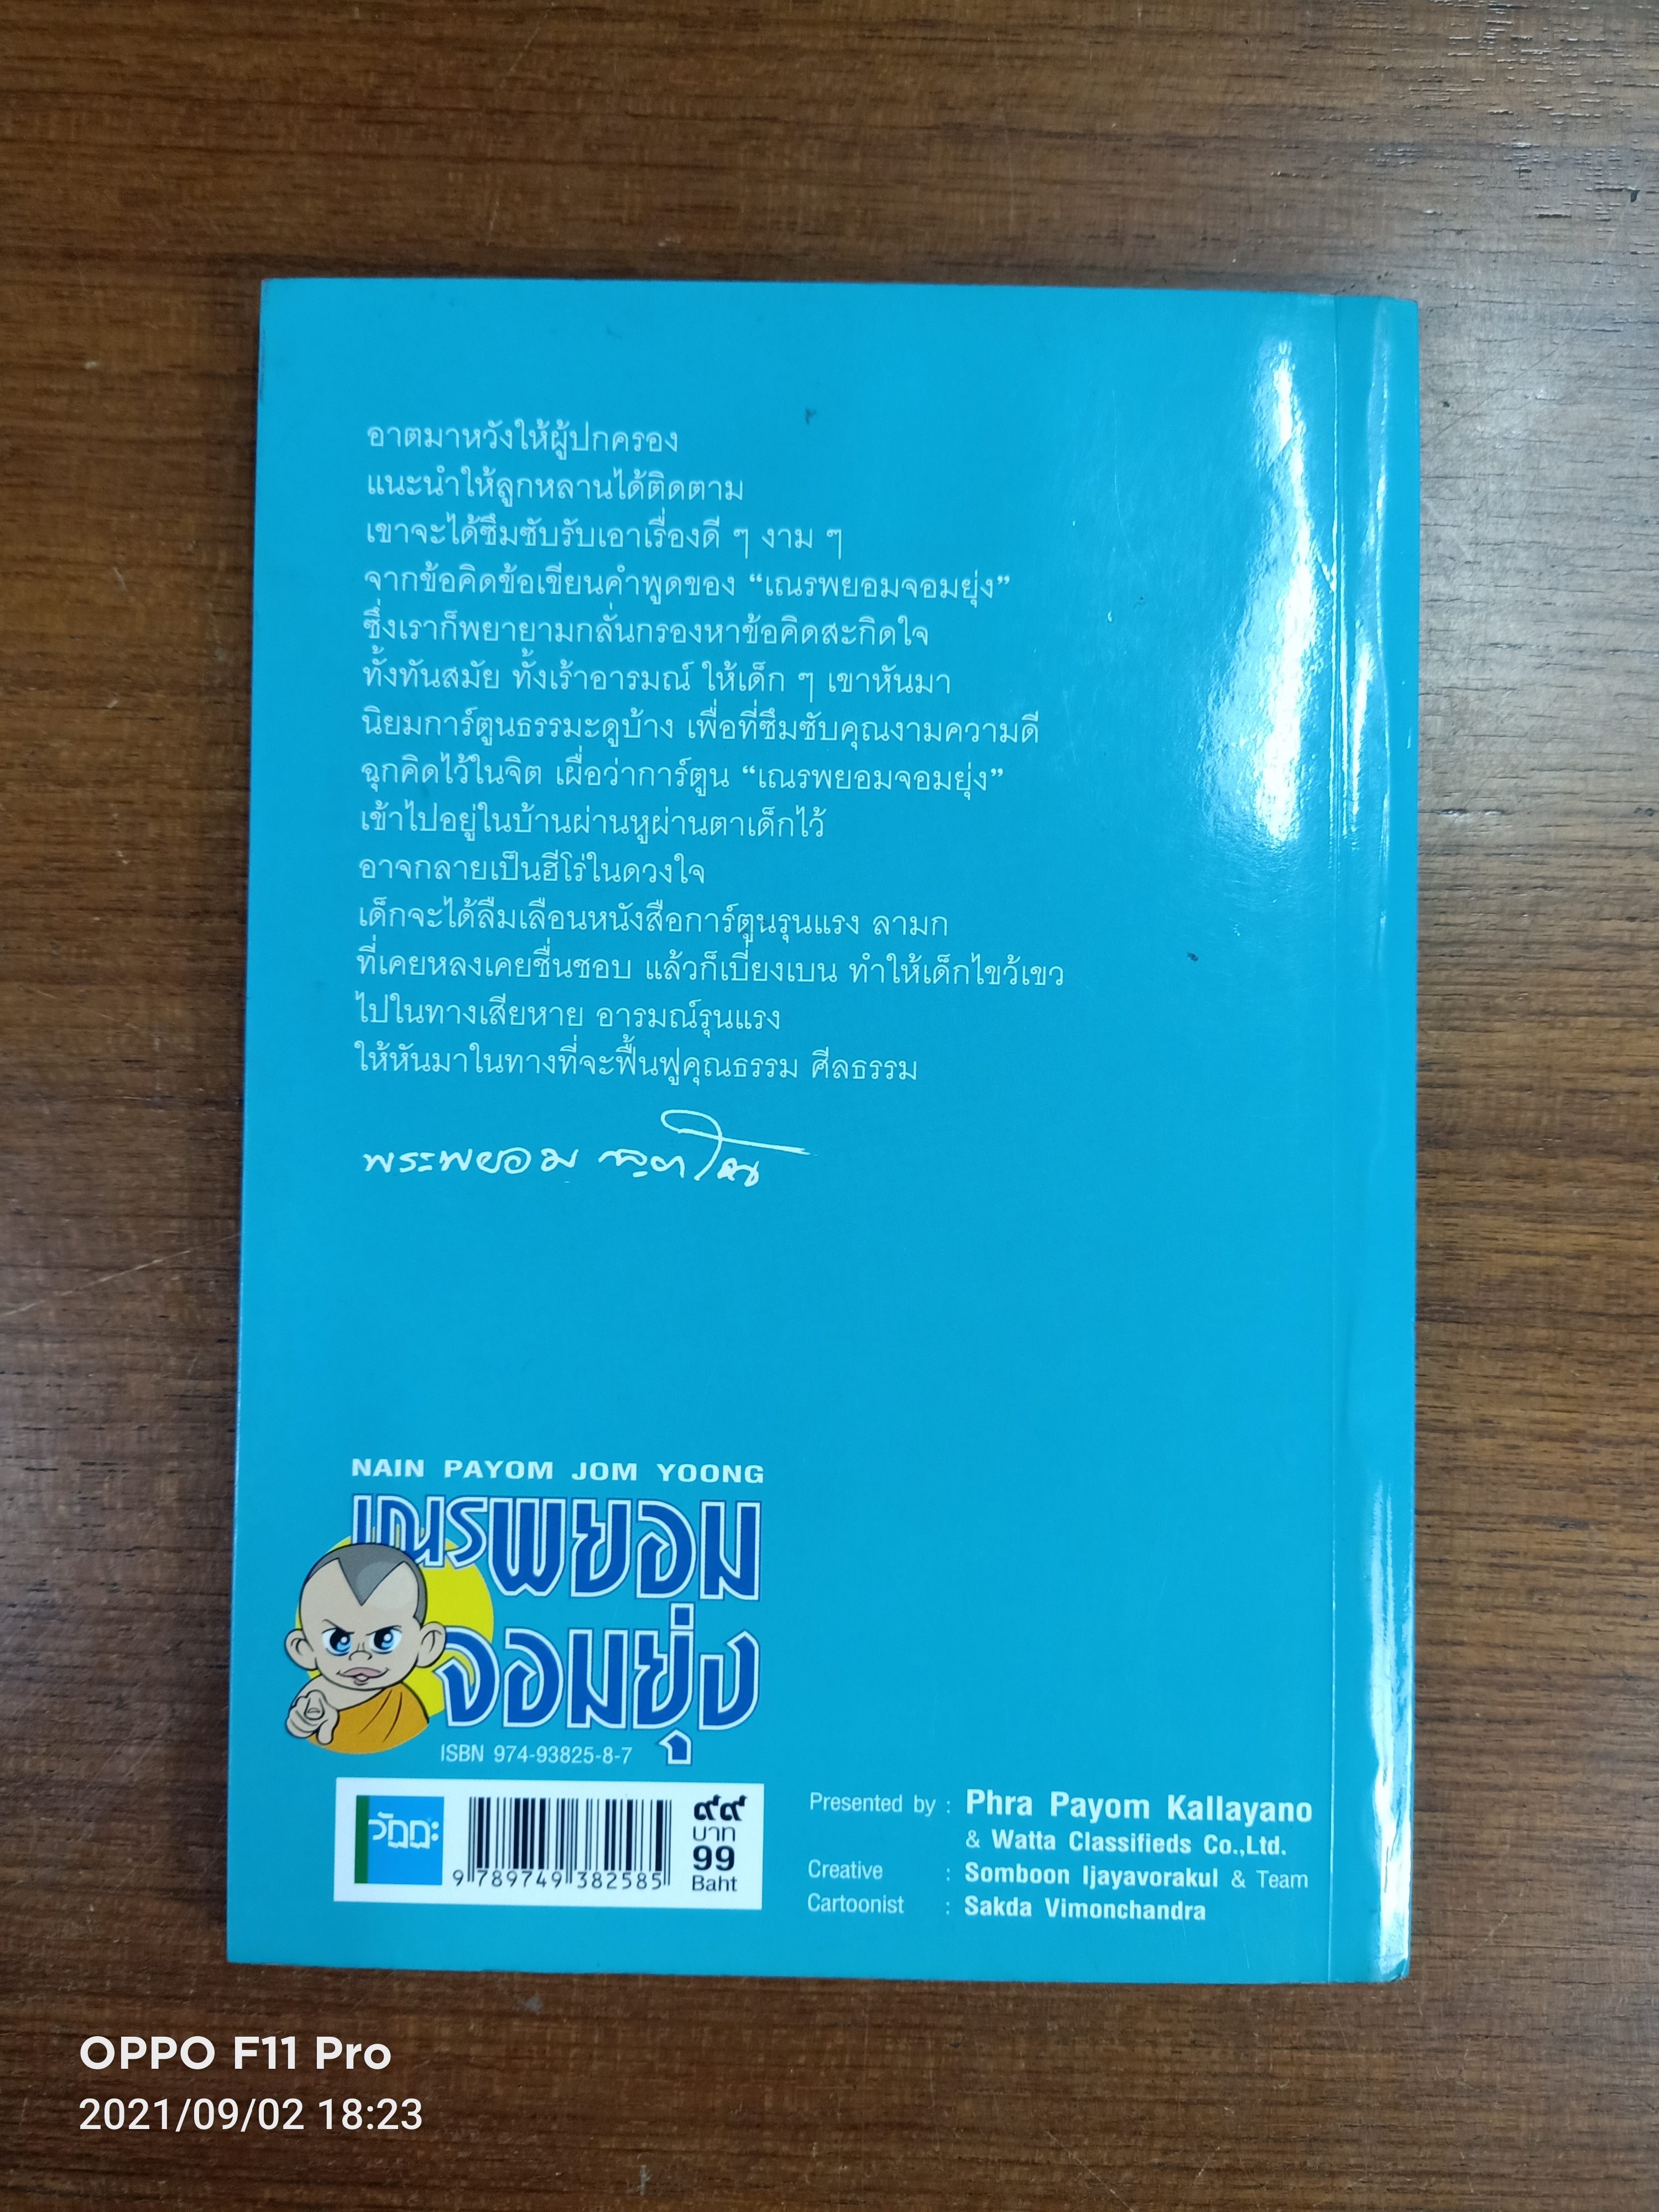 อาตมาหวังให้ผู้ปกครอง
แนะนำให้ลูกหลานได้ติดตาม
เขาจะได้ซึมซับรับเอาเรื่องดี ๆ งาม ๆ
จากข้อคิดข้อเขียนคำพูดของ “เณรพยอมจอมยุ่ง”
ซึ่งเราก็พยายามกลั่นกรองหาข้อคิดสะกิดใจ
ทั้งทันสมัย ทั้งเร้าอารมณ์ ให้เด็ก ๆ เขาหันมา
นิยมการ์ตูนธรรมะดูบ้าง เพื่อที่ซึมซับคุณงามความดี
ฉุกคิดไว้ในจิต เผื่อว่าการ์ตูน “เณรพยอมจอมยุ่ง”
เข้าไปอยู่ในบ้านผ่านหูผ่านตาเด็กไว้
อาจกลายเป็นฮีโร่ในดวงใจ
เด็กจะได้ลืมเลือนหนังสือการ์ตูนรุนแรง ลามก
ที่เคยหลงเคยชื่นชอบ แล้วก็เบี่ยงเบน ทำให้เด็กไขว้เขว
ไปในทางเสียหาย อารมณ์รุนแรง
ให้หันมาในทางที่จะฟื้นฟูคุณธรรม ศีลธรรม
พระพยอม
NAIN PAYOM JOM YOONG
เณรพยอม
จอมยุ่ง
ISBN 974-93825-8-7
วัฏฏะ
9 789749 382585
๙๙
บาท
99
Baht
Presented by : Phra Payom Kallayano
& Watta Classifieds Co.,Ltd.
Creative : Somboon Ijayavorakul & Team
Cartoonist : Sakda Vimonchandra
OPPO F11 Pro
2021/09/02 18:23